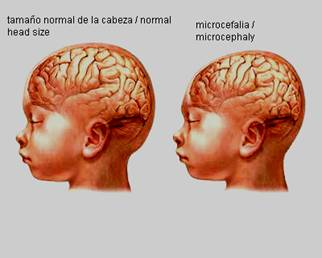 tamaño normal de la cabeza / normal
head size
microcefalia /
microcephaly